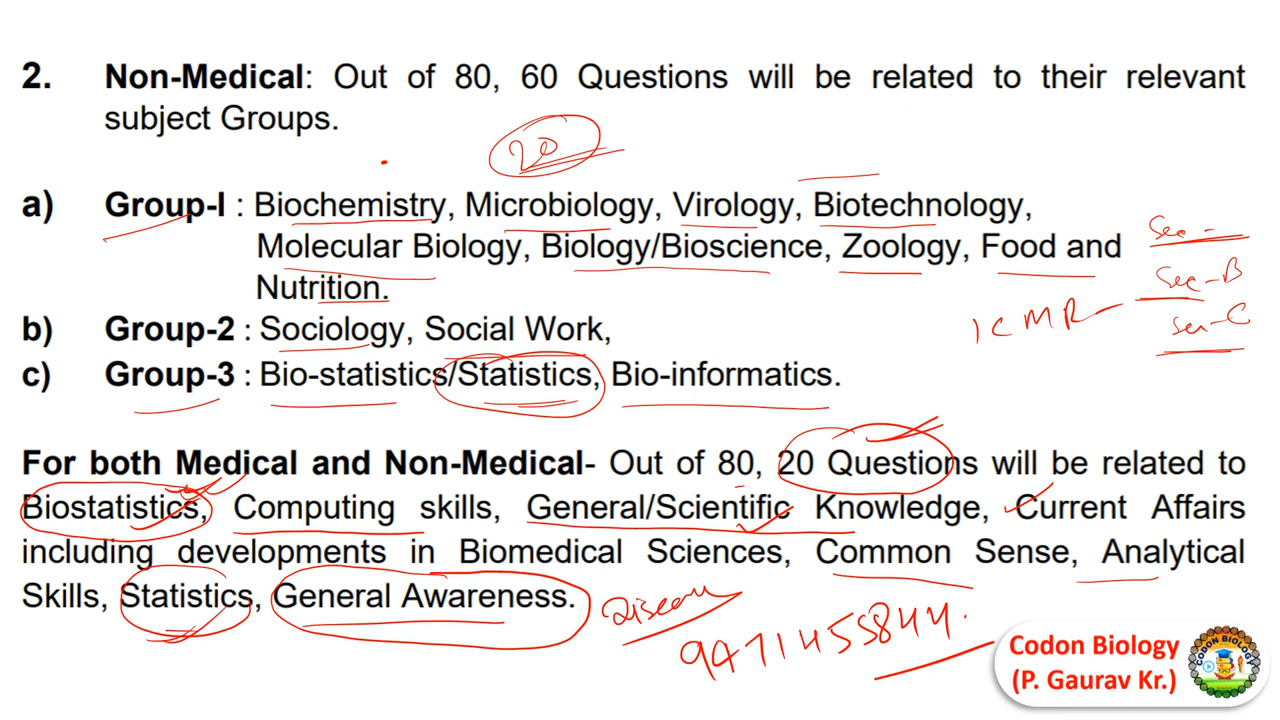 2. Non-Medical: Out of 80, 60 Questions will be related to their relevant
subject Groups.
20
a) Group-I : Biochemistry, Microbiology, Virology, Biotechnology,
Molecular Biology, Biology/Bioscience, Zoology, Food and
Nutrition.
Sec -
Sec-B
Sec-C
ICMR
b) Group-2 : Sociology, Social Work,
c) Group-3 : Bio-statistics/Statistics, Bio-informatics.
For both Medical and Non-Medical- Out of 80, 20 Questions will be related to
Biostatistics, Computing skills, General/Scientific Knowledge, Current Affairs
including developments in Biomedical Sciences, Common Sense, Analytical
Skills, Statistics, General Awareness.
9471455844
Codon Biology
(P. Gaurav Kr.)
CODON BIOLOGY